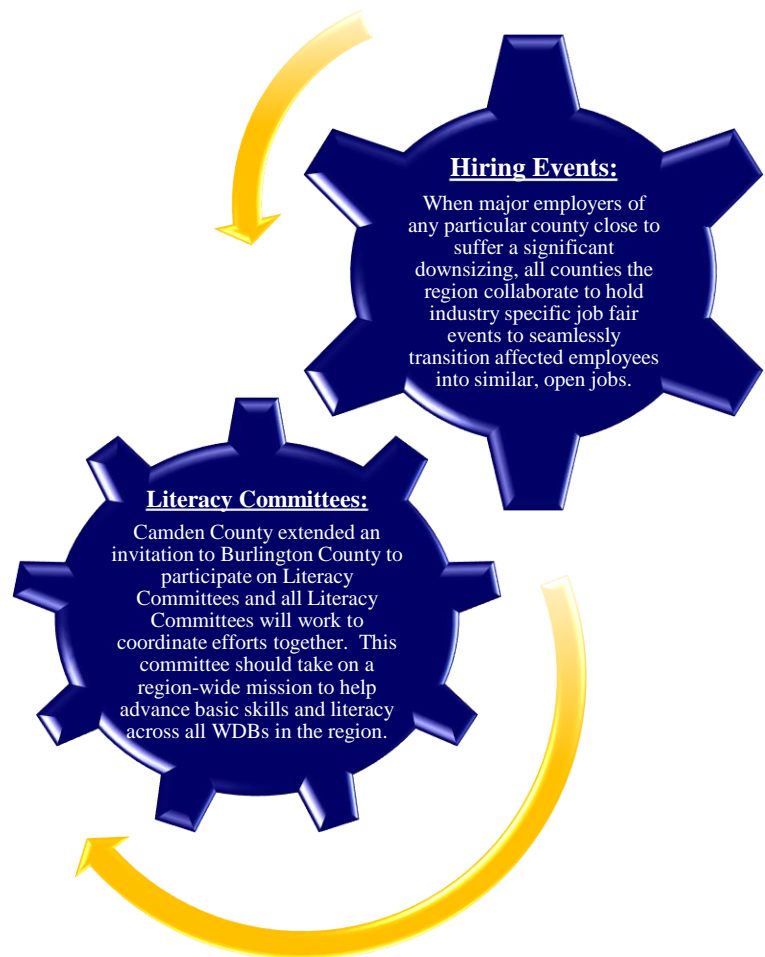 Hiring Events:
When major employers of
any particular county close to
suffer a significant
downsizing, all counties the
region collaborate to hold
industry specific job fair
events to seamlessly
transition affected employees
into similar, open jobs.
Literacy Committees:
Camden County extended an
invitation to Burlington County to
participate on Literacy
Committees and all Literacy
Committees will work to
coordinate efforts together.  This
committee should take on a
region-wide mission to help
advance basic skills and literacy
across all WDBs in the region.